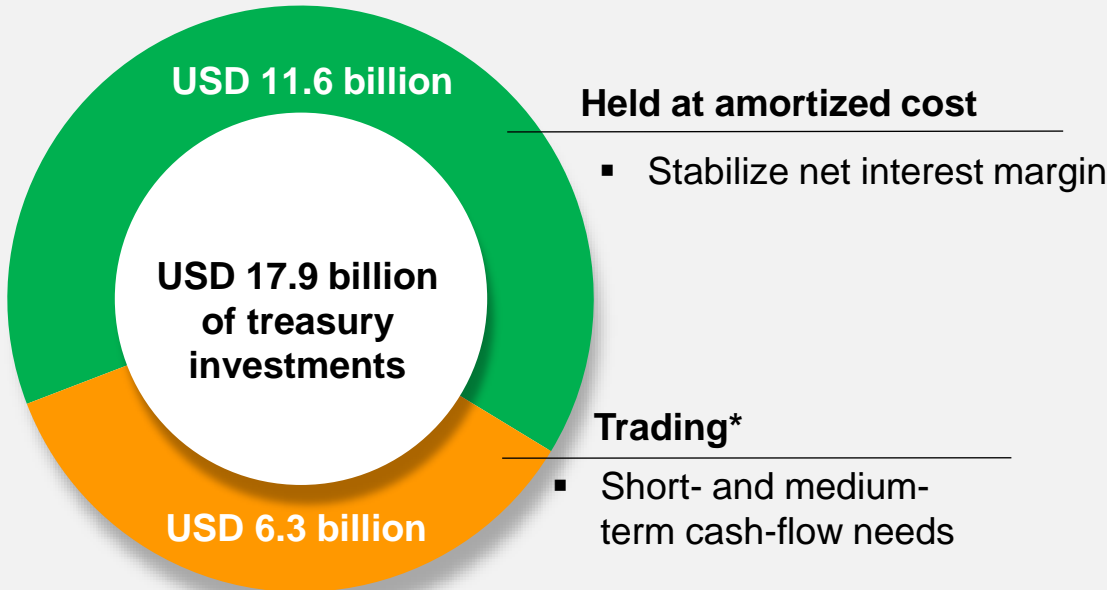 USD 11.6 billion
Held at amortized cost
▪ Stabilize net interest margin
USD 17.9 billion
of treasury
investments
Trading*
▪ Short- and medium-
term cash-flow needs
USD 6.3 billion